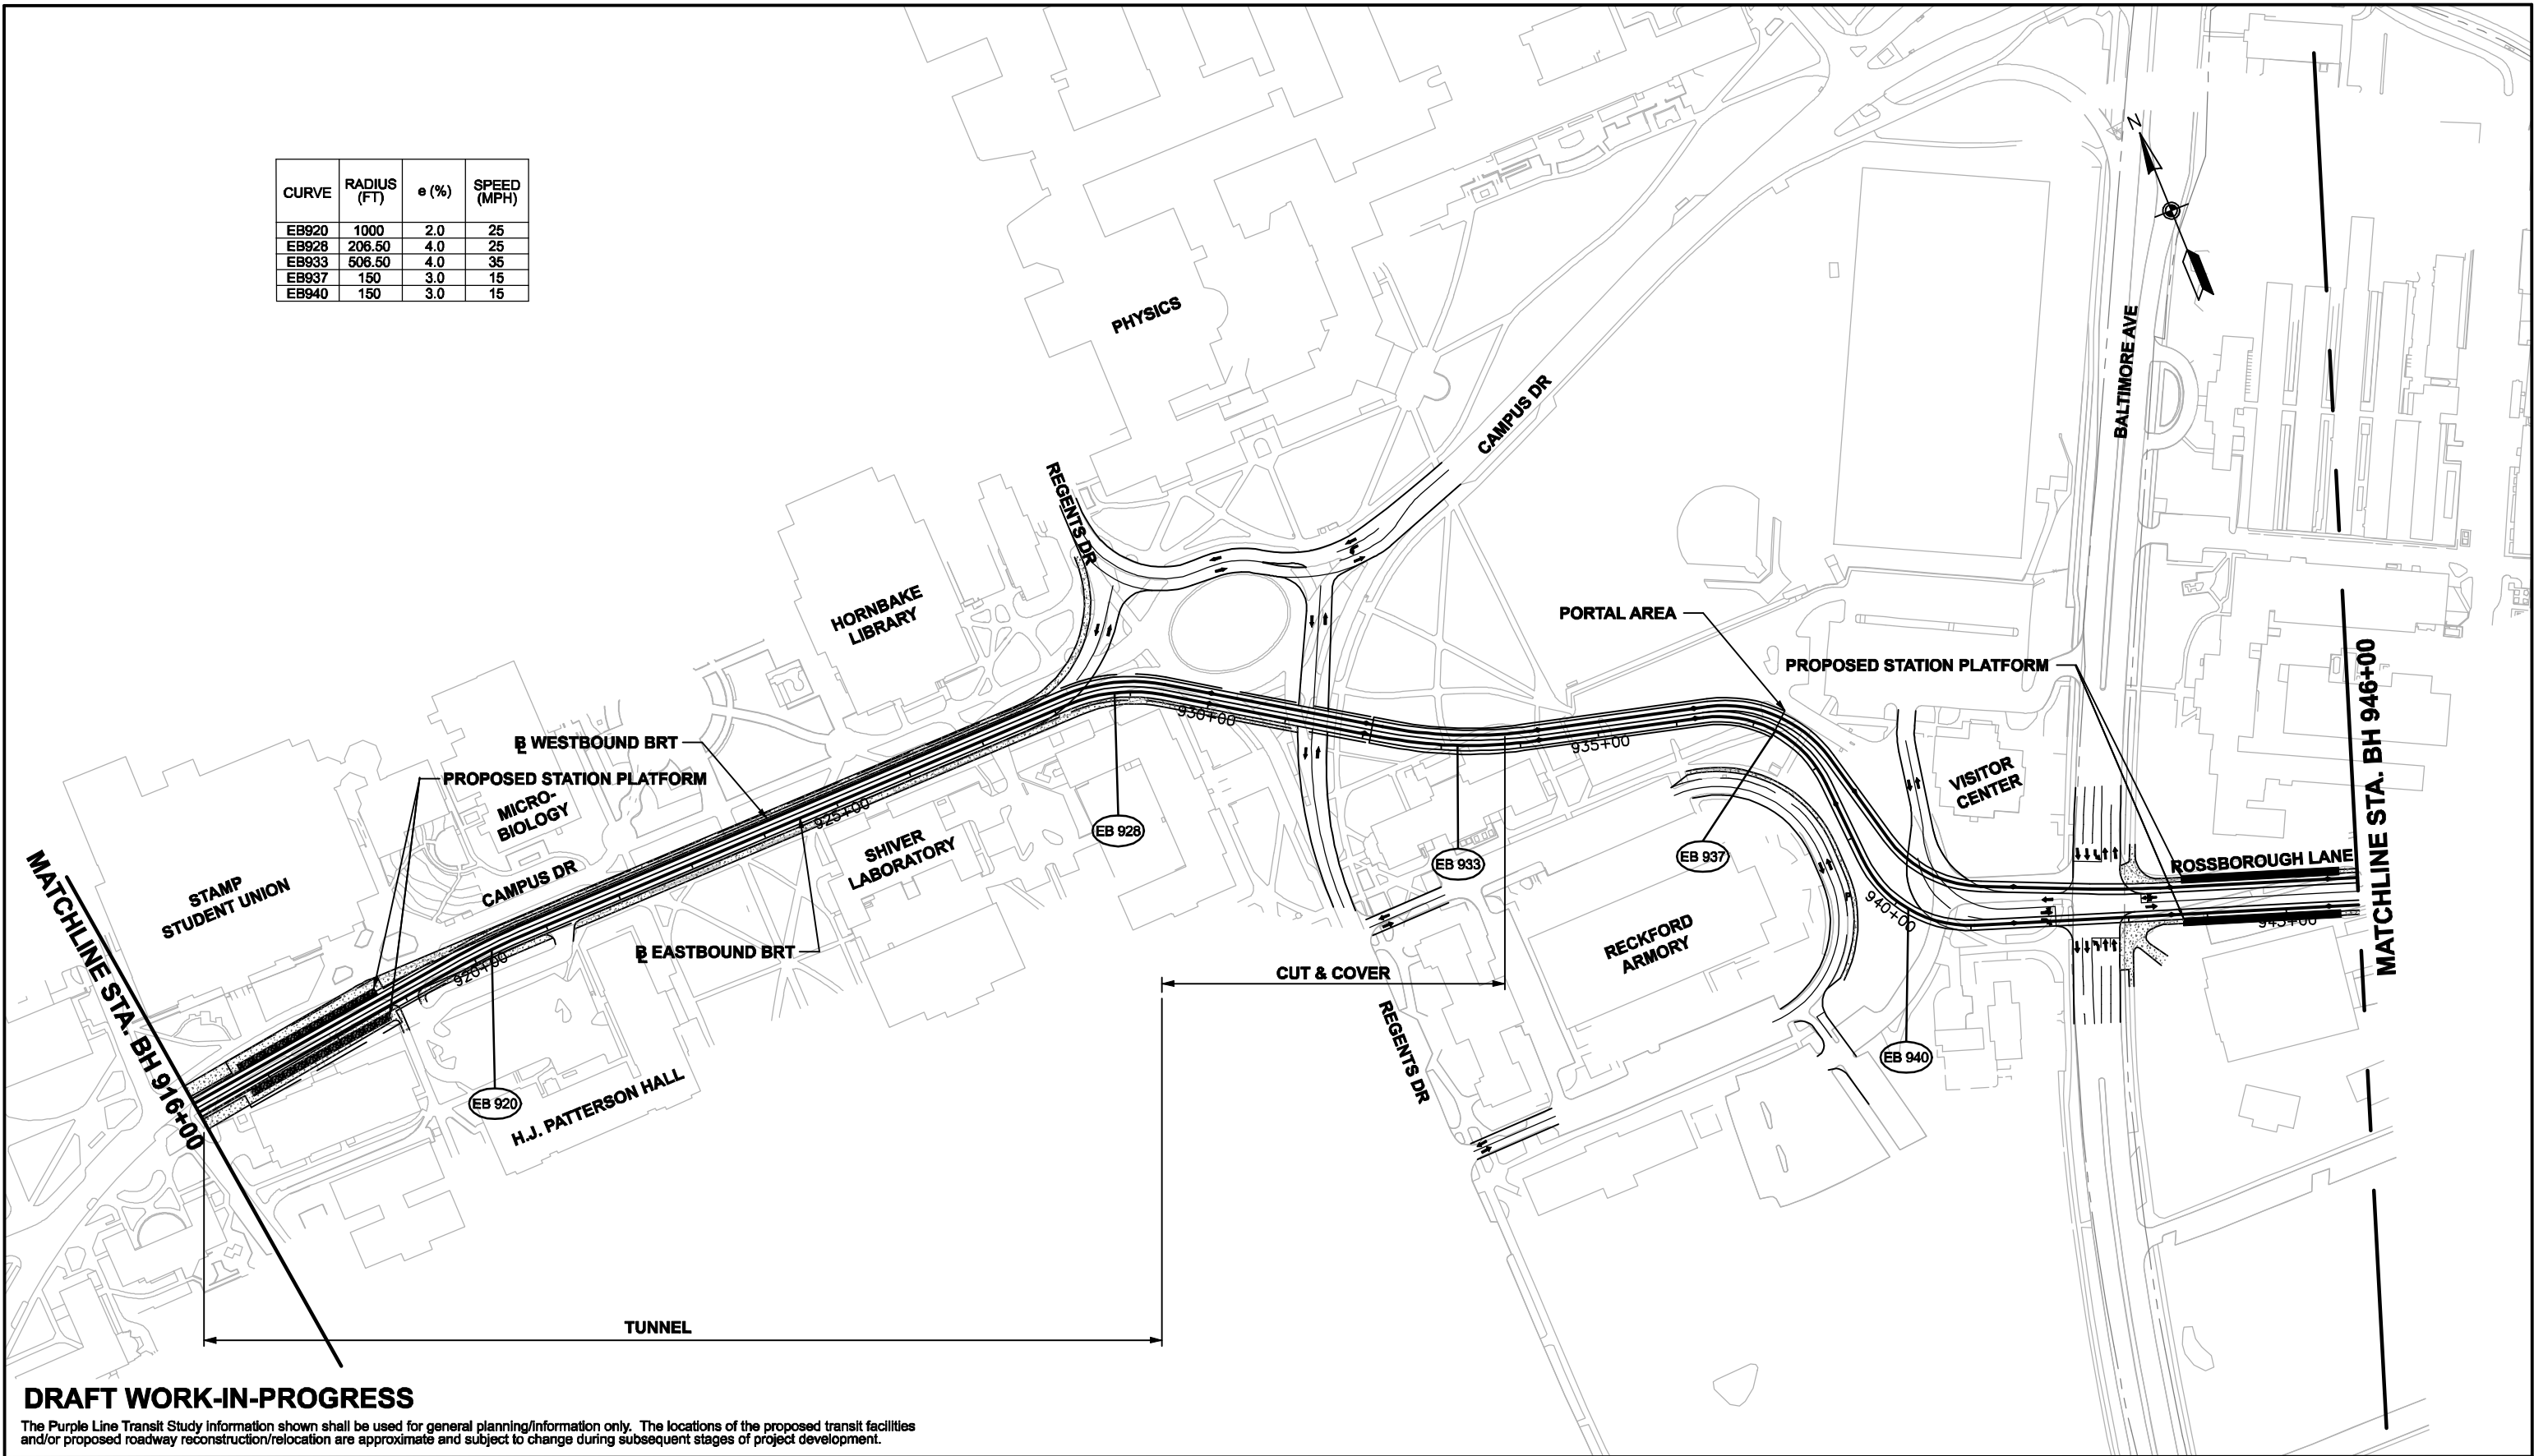 CURVE RADIUS (FT) e (%) SPEED (MPH)
EB920 1000 2.0 25
EB928 206.50 4.0 25
EB933 506.50 4.0 35
EB937 150 3.0 15
EB940 150 3.0 15
N
PHYSICS
BALTIMORE AVE
CAMPUS DR
REGENTS DR
HORNBAKE
LIBRARY
PORTAL AREA
PROPOSED STATION PLATFORM
MATCHLINE STA. BH 946+00
930+00
935+00
BL WESTBOUND BRT
PROPOSED STATION PLATFORM
MICRO-
BIOLOGY
925+00
EB 928
EB 933
EB 937
VISITOR
CENTER
ROSSBOROUGH LANE
SHIVER
LABORATORY
CAMPUS DR
STAMP
STUDENT UNION
MATCHLINE STA. BH 916+00
BL EASTBOUND BRT
920+00
940+00
945+00
RECKFORD
ARMORY
CUT & COVER
REGENTS DR
EB 940
EB 920
H.J. PATTERSON HALL
TUNNEL
DRAFT WORK-IN-PROGRESS
The Purple Line Transit Study information shown shall be used for general planning/information only. The locations of the proposed transit facilities
and/or proposed roadway reconstruction/relocation are approximate and subject to change during subsequent stages of project development.